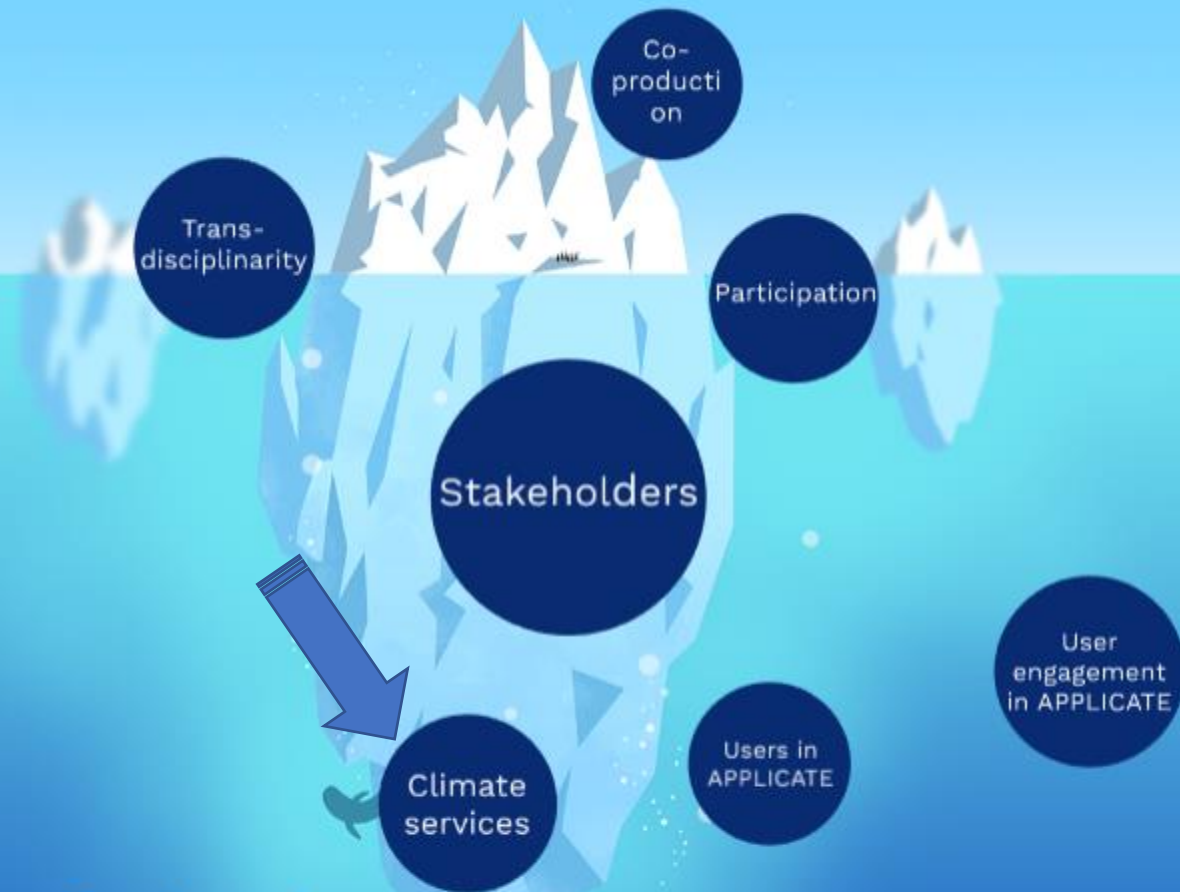 Co-
producti
on
Trans-
disciplinarity
Participation
Stakeholders
User
engagement
in APPLICATE
Users in
APPLICATE
Climate
services